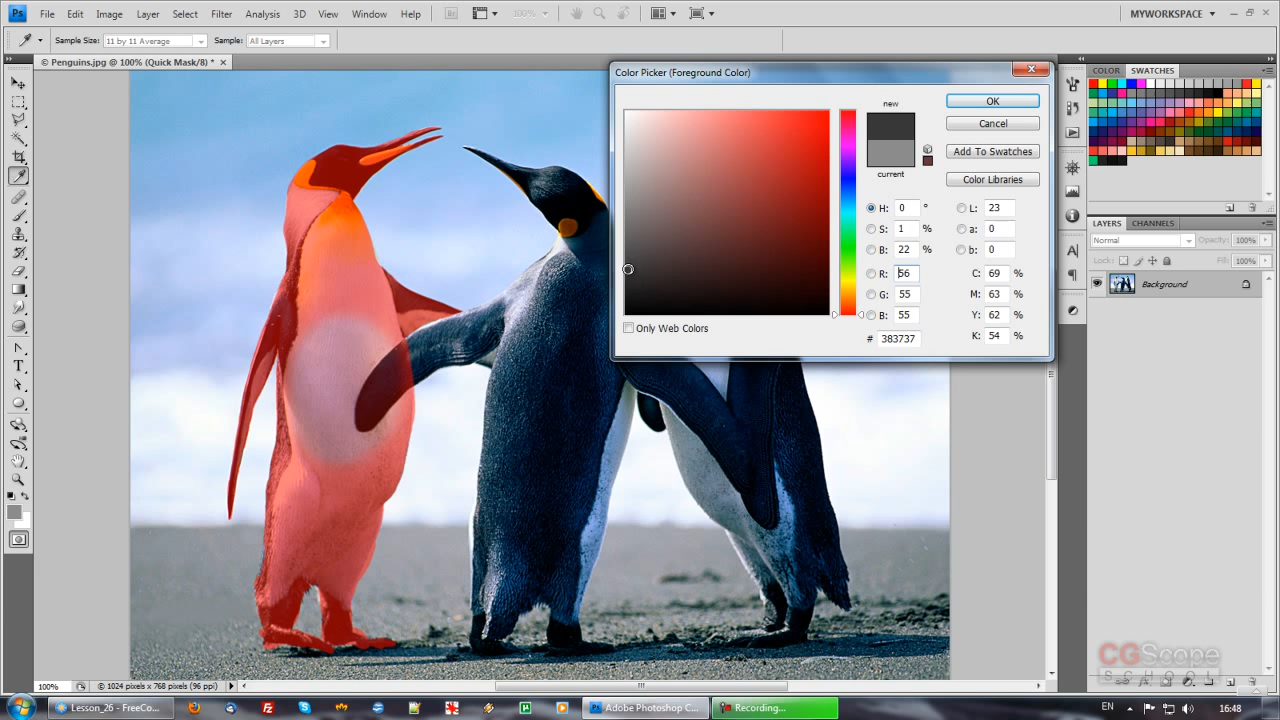 Ps File Edit Image Layer Select Filter Analysis 3D View Window Help Br 100% MYWORKSPACE
Sample Size: 11 by 11 Average Sample: All Layers
© Penguins.jpg @ 100% (Quick Mask/8) * ×
Color Picker (Foreground Color)
new
current
OK
Cancel
Add To Swatches
Color Libraries
H: 0 ° L: 23
S: 1 % a: 0
B: 22 % b: 0
R: 56 C: 69 %
G: 55 M: 63 %
B: 55 Y: 62 %
# 383737 K: 54 %
Only Web Colors
COLOR SWATCHES
LAYERS CHANNELS
Normal Opacity: 100%
Lock: Fill: 100%
Background
CGScope
SCHOOL
100% © 1024 pixels x 768 pixels (96 ppi)
Lesson_26 - FreeCo... Adobe Photoshop C... Recording... EN 16:48